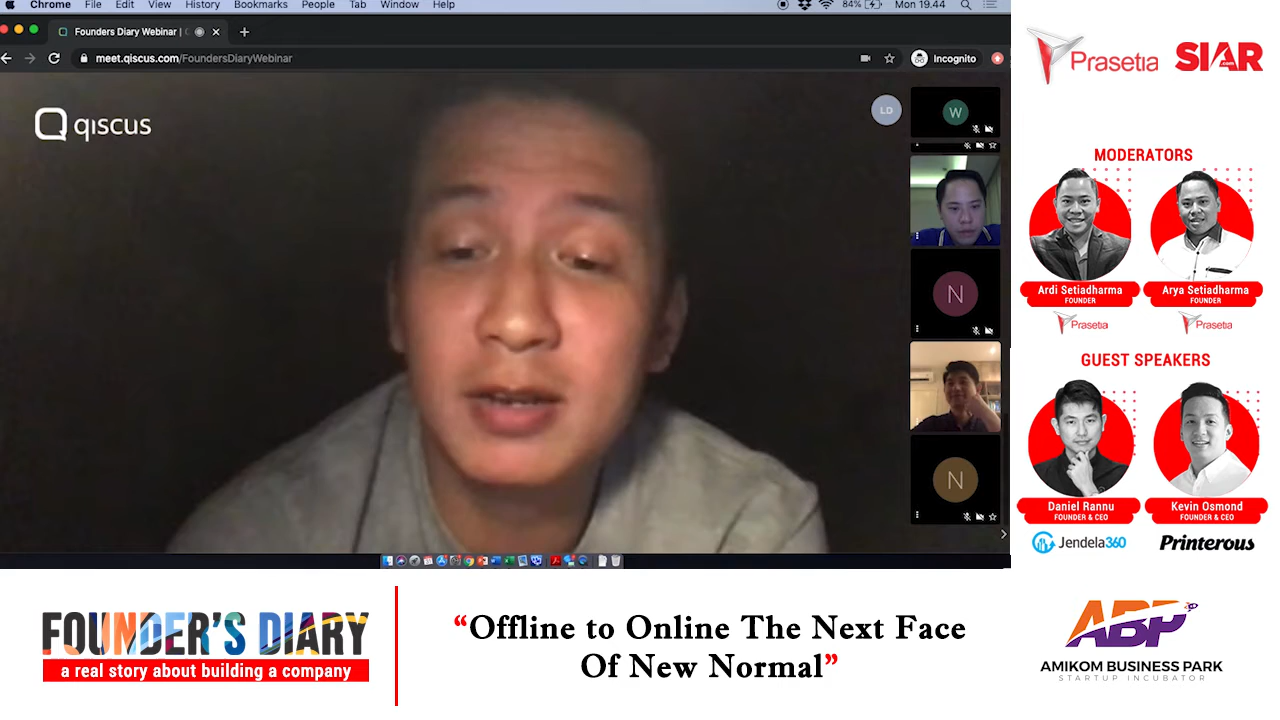 Chrome File Edit View History Bookmarks People Tab Window Help
84% Mon 19.44
Founders Diary Webinar |
meet.qiscus.com/FoundersDiaryWebinar
Incognito
qiscus
LD
W
N
N
Prasetia SIAR
.com
MODERATORS
Ardi Setiadharma
FOUNDER
Arya Setiadharma
FOUNDER
Prasetia
Prasetia
GUEST SPEAKERS
Daniel Rannu
FOUNDER & CEO
Kevin Osmond
FOUNDER & CEO
Jendela360
Printerous
FOUNDER'S DIARY
a real story about building a company
“Offline to Online The Next Face
Of New Normal”
ABP
AMIKOM BUSINESS PARK
STARTUP INCUBATOR